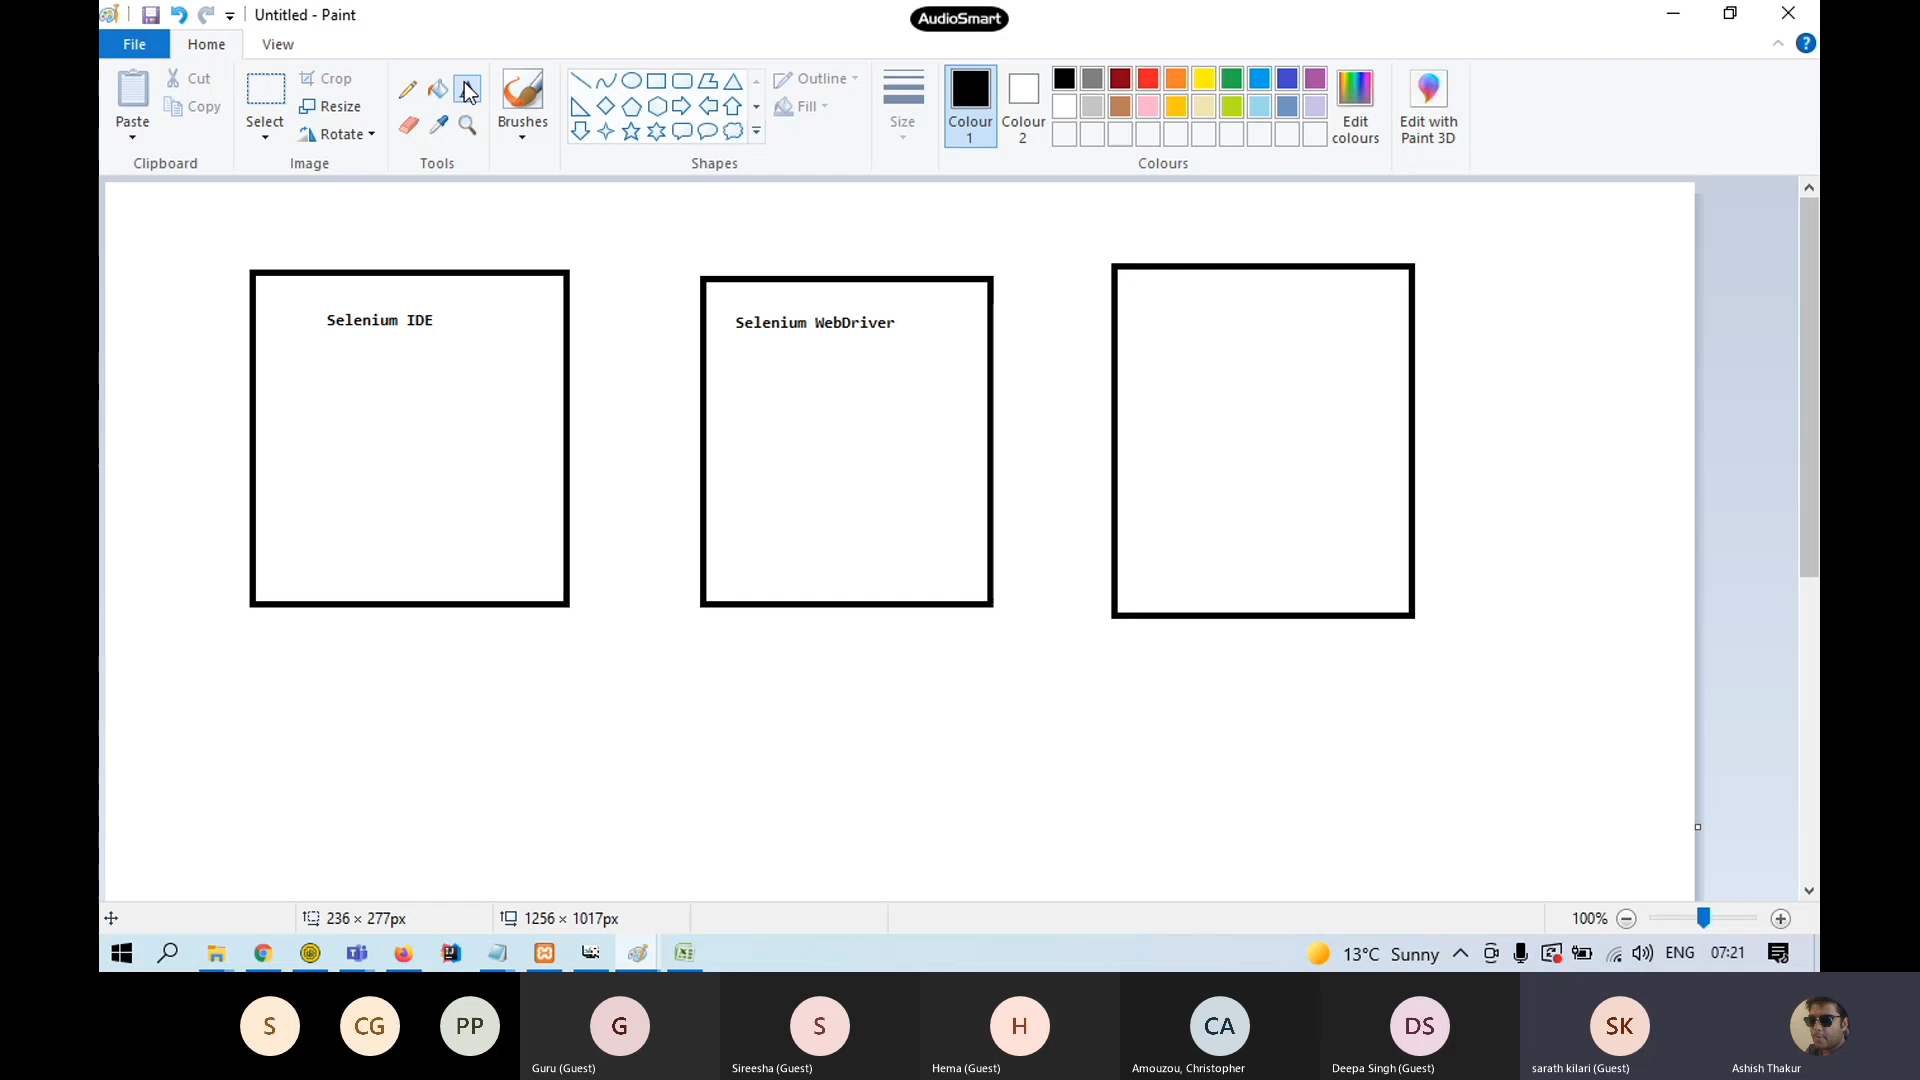 Untitled - Paint
AudioSmart
File Home View
Paste
Cut
Copy
Clipboard
Select
Crop
Resize
Rotate
Image
Tools
Brushes
Shapes
Outline
Fill
Size
Colour 1
Colour 2
Colours
Edit colours
Edit with Paint 3D
Selenium IDE
Selenium WebDriver
236 × 277px
1256 × 1017px
100%
13°C Sunny
ENG
07:21
S
CG
PP
G
S
H
CA
DS
SK
Guru (Guest)
Sireesha (Guest)
Hema (Guest)
Amouzou, Christopher
Deepa Singh (Guest)
sarath kilari (Guest)
Ashish Thakur